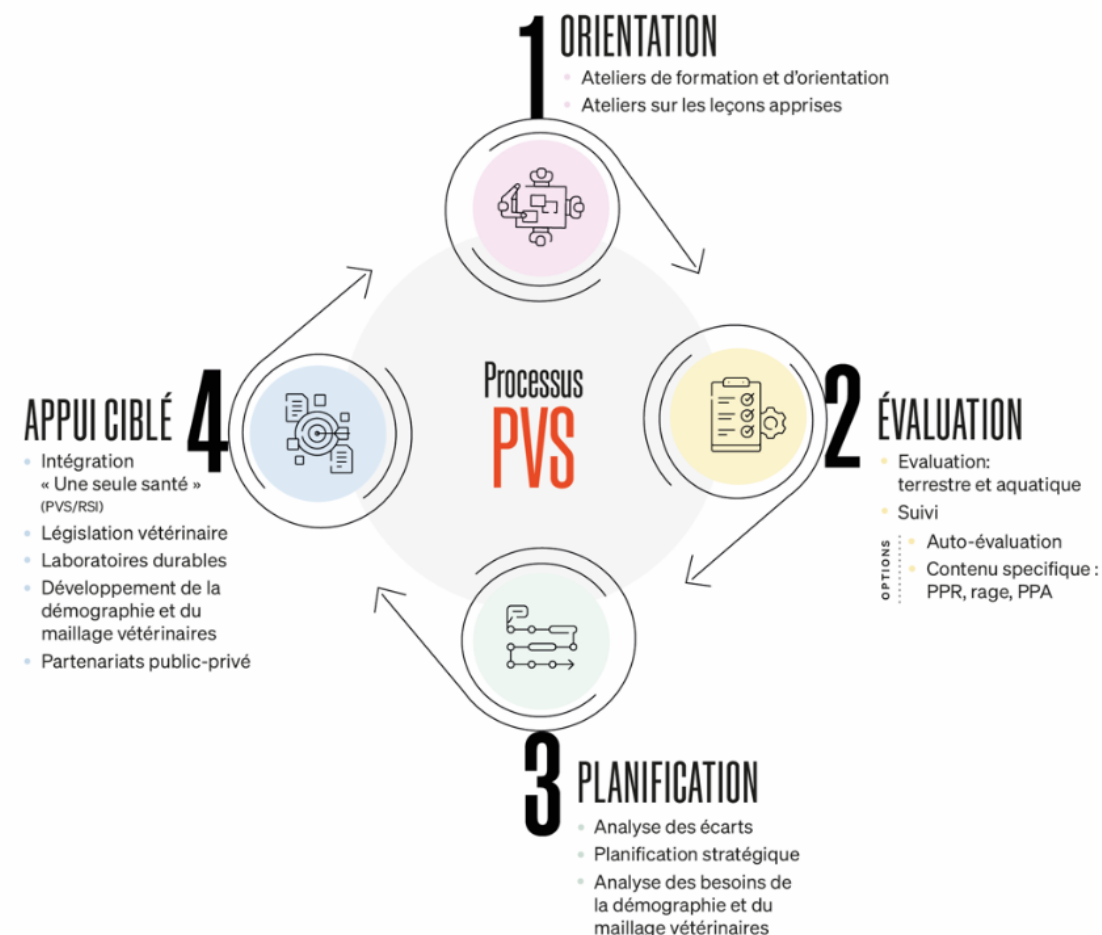 1 ORIENTATION
• Ateliers de formation et d'orientation
• Ateliers sur les leçons apprises
Processus
PVS
2 ÉVALUATION
• Evaluation:
terrestre et aquatique
• Suivi
OPTIONS
• Auto-évaluation
• Contenu specifique :
PPR, rage, PPA
3 PLANIFICATION
• Analyse des écarts
• Planification stratégique
• Analyse des besoins de
la démographie et du
maillage vétérinaires
APPUI CIBLÉ 4
• Intégration
« Une seule santé »
(PVS/RSI)
• Législation vétérinaire
• Laboratoires durables
• Développement de la
démographie et du
maillage vétérinaires
• Partenariats public-privé